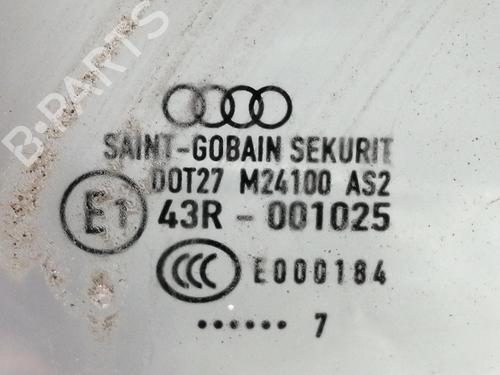 B-PARTS
SAINT-GOBAIN SEKURIT
DOT27 M24100 AS2
E1 43R - 001025
CCC E000184
...... 7